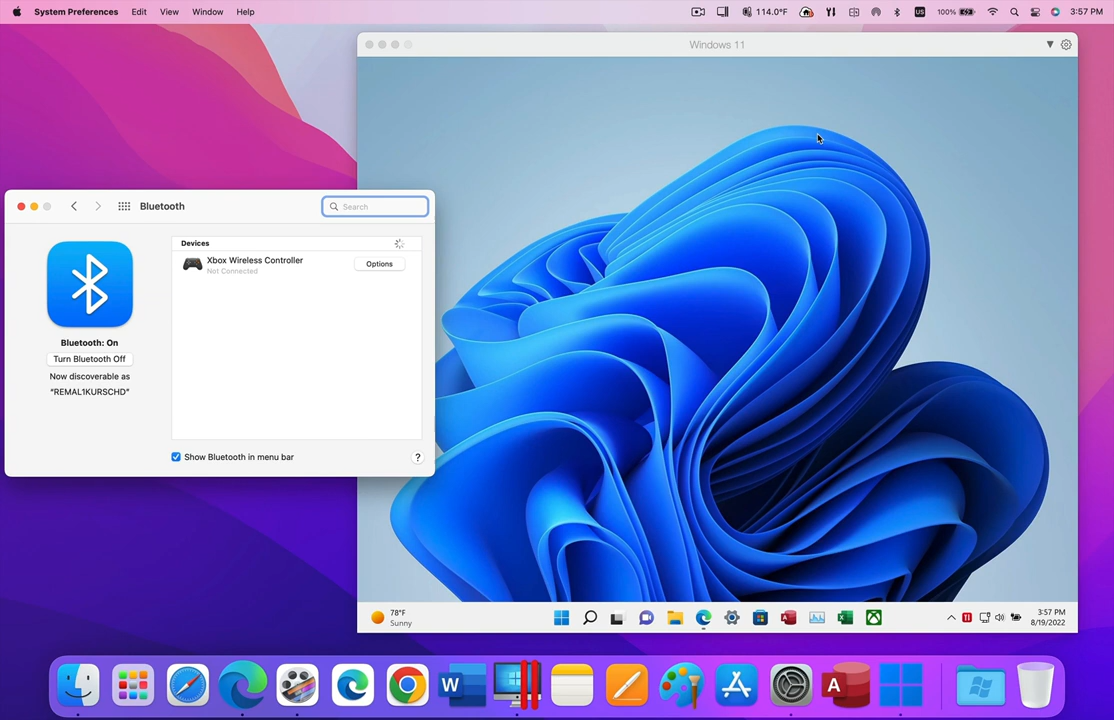 System Preferences Edit View Window Help
114.0°F US 100% 3:57 PM
Windows 11
Bluetooth
Search
Devices
Xbox Wireless Controller
Not Connected
Options
Bluetooth: On
Turn Bluetooth Off
Now discoverable as
“REMAL1KURSCHD”
Show Bluetooth in menu bar
?
78°F
Sunny
3:57 PM
8/19/2022
W
A